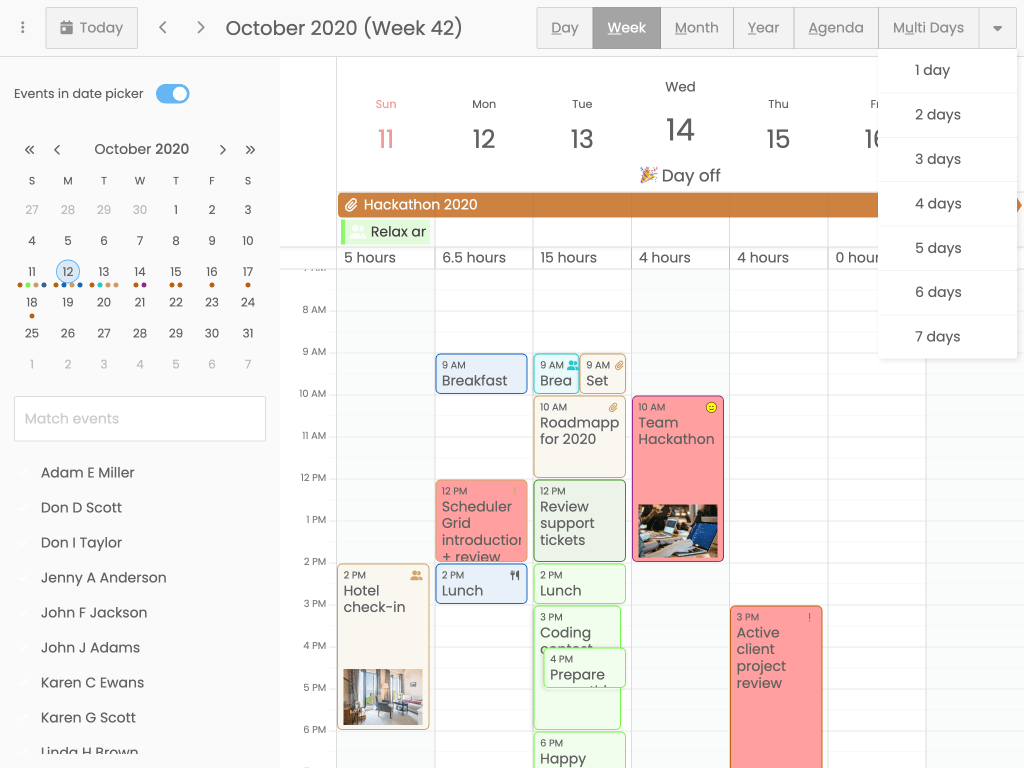 Today
October 2020 (Week 42)
Day
Week
Month
Year
Agenda
Multi Days
1 day
2 days
3 days
4 days
5 days
6 days
7 days
Events in date picker
October 2020
S M T W T F S
27 28 29 30 1 2 3
4 5 6 7 8 9 10
11 12 13 14 15 16 17
18 19 20 21 22 23 24
25 26 27 28 29 30 31
1 2 3 4 5 6 7
Match events
Adam E Miller
Don D Scott
Don I Taylor
Jenny A Anderson
John F Jackson
John J Adams
Karen C Ewans
Karen G Scott
Linda H Brown
Sun
11
Mon
12
Tue
13
Wed
14
🎉 Day off
Thu
15
Hackathon 2020
Relax ar
5 hours
6.5 hours
15 hours
4 hours
4 hours
0 hour
8 AM
9 AM
10 AM
11 AM
12 PM
1 PM
2 PM
3 PM
4 PM
5 PM
6 PM
2 PM
Hotel
check-in
9 AM
Breakfast
12 PM
Scheduler
Grid
introduction
+ review
2 PM
Lunch
9 AM
Brea
9 AM
Set
10 AM
Roadmapp
for 2020
12 PM
Review
support
tickets
2 PM
Lunch
3 PM
Coding
contest
4 PM
Prepare
6 PM
Happy
10 AM
Team
Hackathon
3 PM
Active
client
project
review